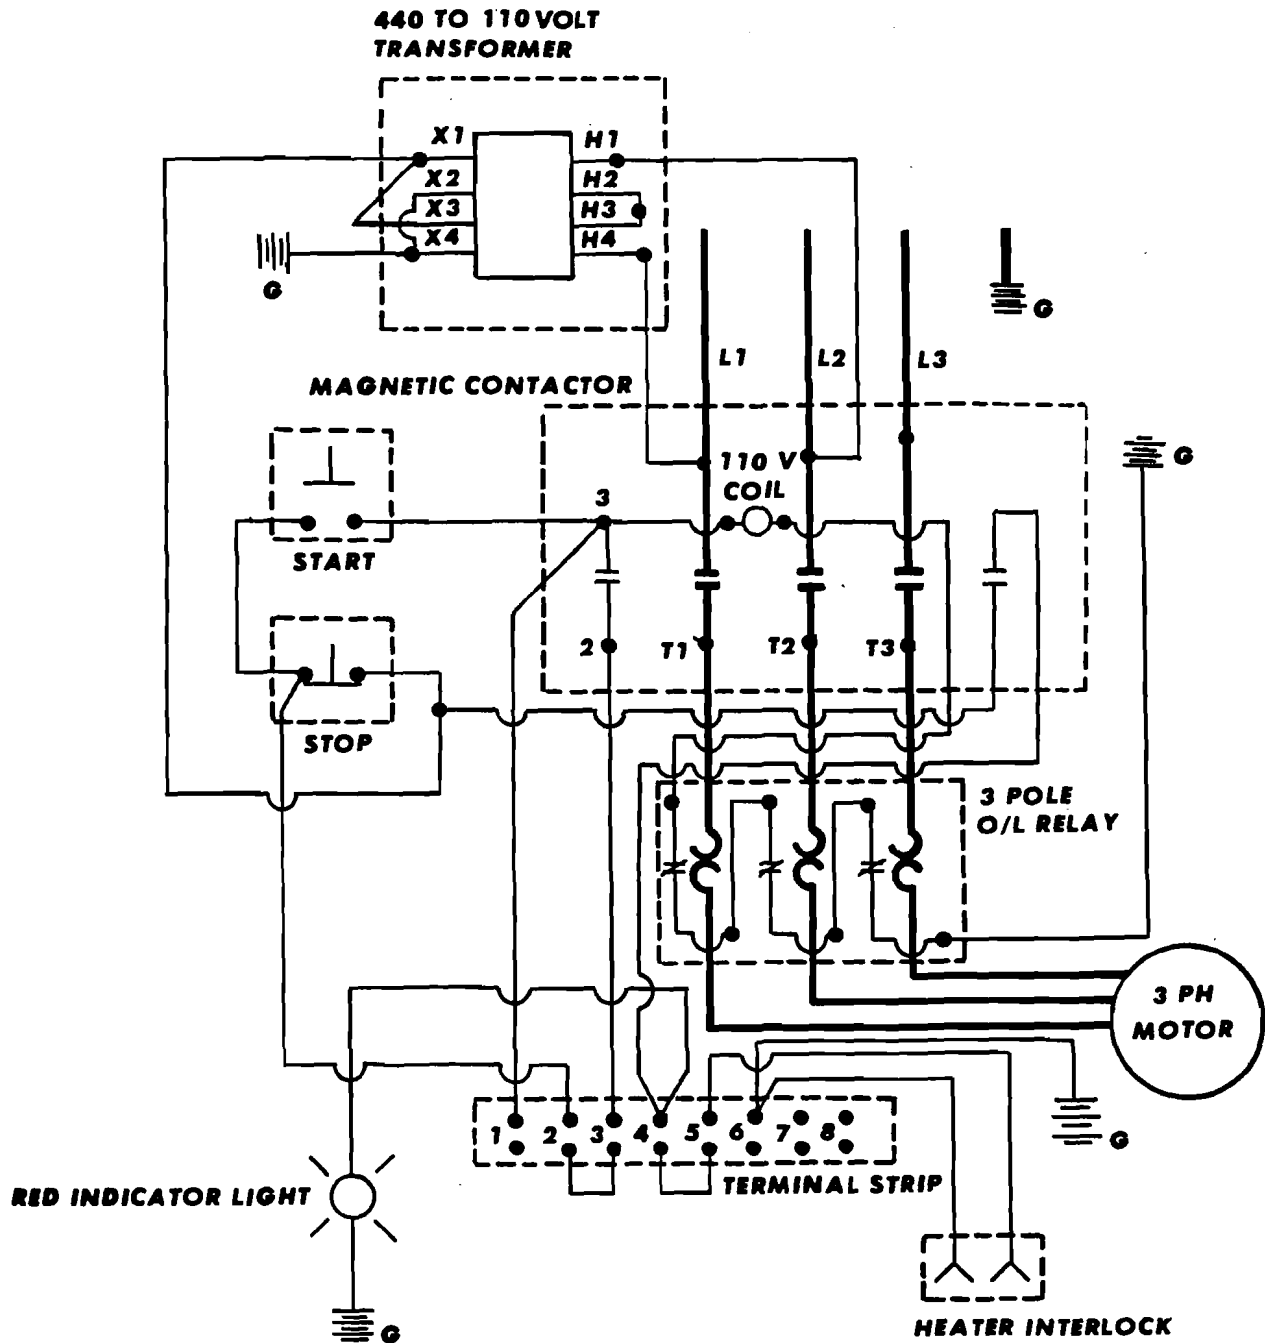 440 TO 110 VOLT
TRANSFORMER
X1
H1
X2
H2
X3
H3
X4
H4
G
G
L1
L2
L3
MAGNETIC CONTACTOR
110 V
COIL
G
3
START
2
T1
T2
T3
STOP
3 POLE
O/L RELAY
3 PH
MOTOR
1
2
3
4
5
6
7
8
G
TERMINAL STRIP
RED INDICATOR LIGHT
G
HEATER INTERLOCK